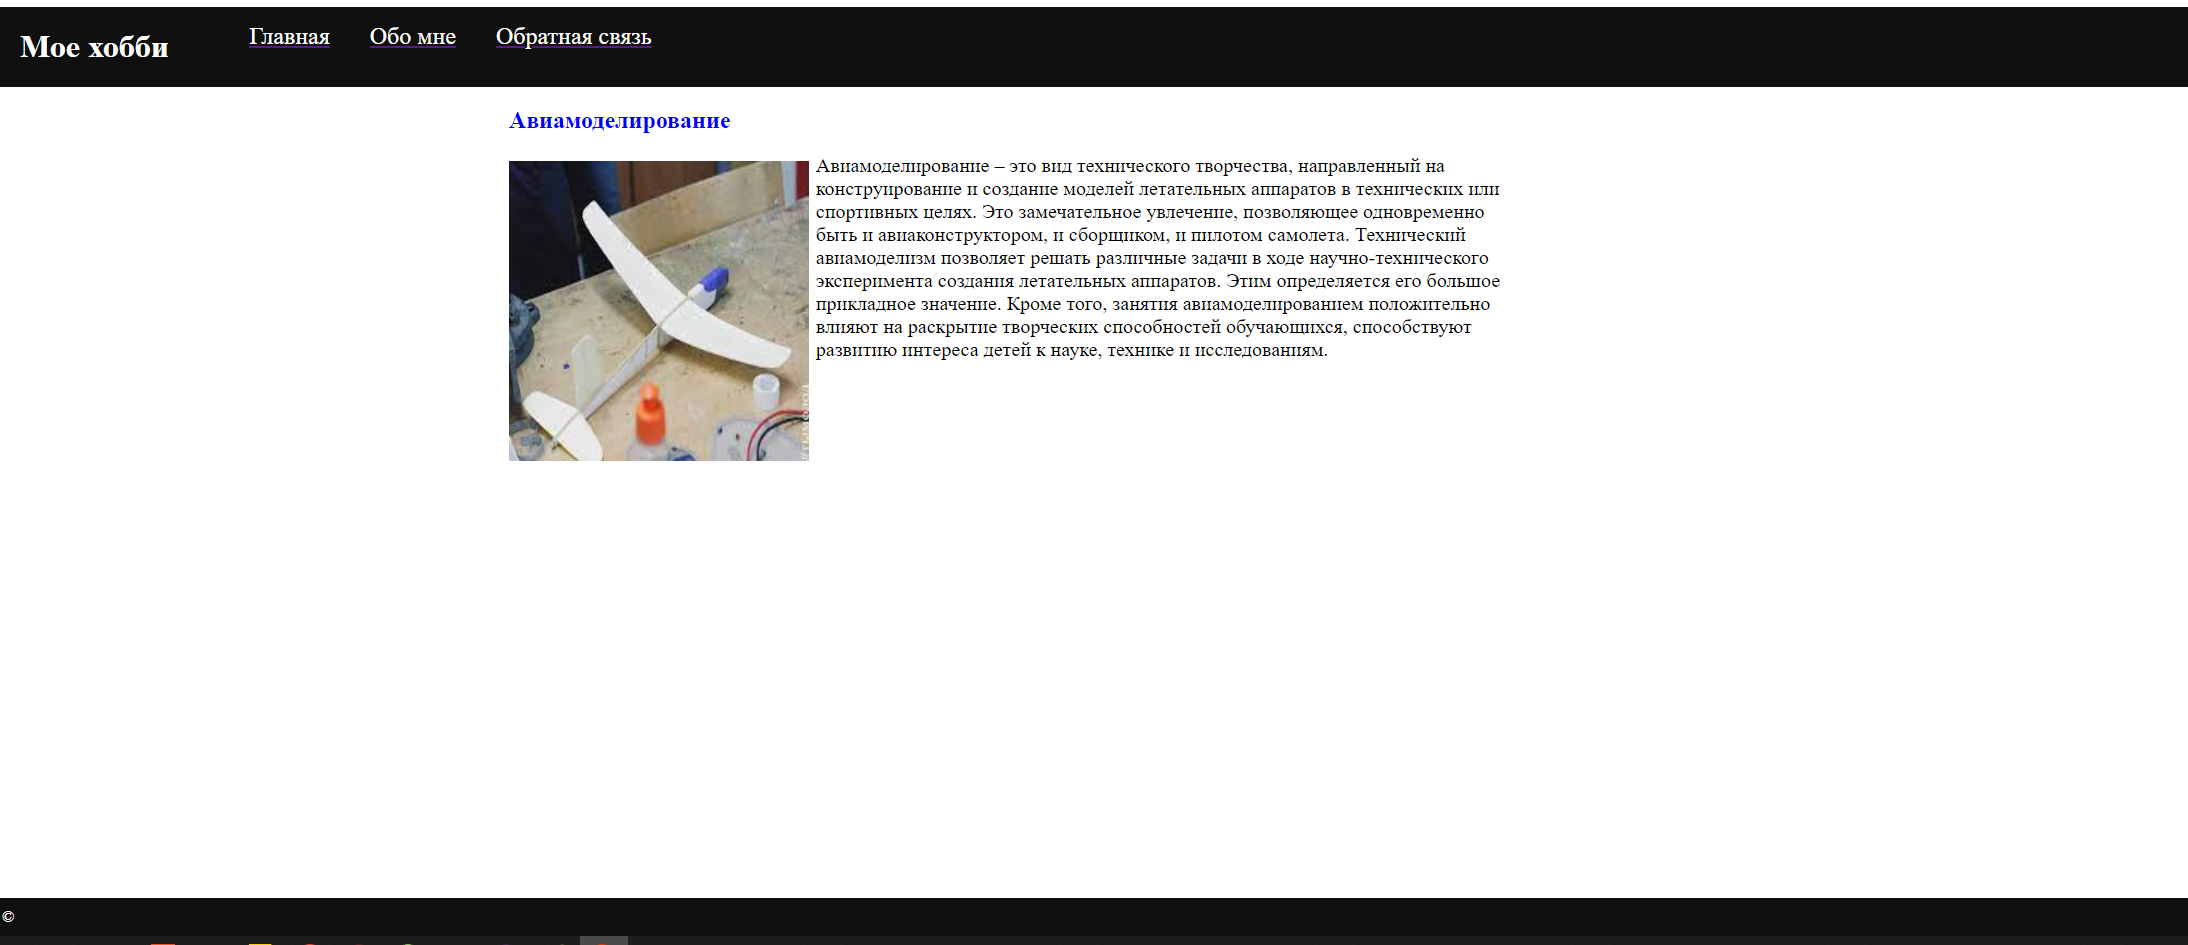 Мое хобби
Главная Обо мне Обратная связь
Авиамоделирование
Авиамоделирование – это вид технического творчества, направленный на
конструирование и создание моделей летательных аппаратов в технических или
спортивных целях. Это замечательное увлечение, позволяющее одновременно
быть и авиаконструктором, и сборщиком, и пилотом самолета. Технический
авиамоделизм позволяет решать различные задачи в ходе научно-технического
эксперимента создания летательных аппаратов. Этим определяется его большое
прикладное значение. Кроме того, занятия авиамоделированием положительно
влияют на раскрытие творческих способностей обучающихся, способствуют
развитию интереса детей к науке, технике и исследованиям.
©